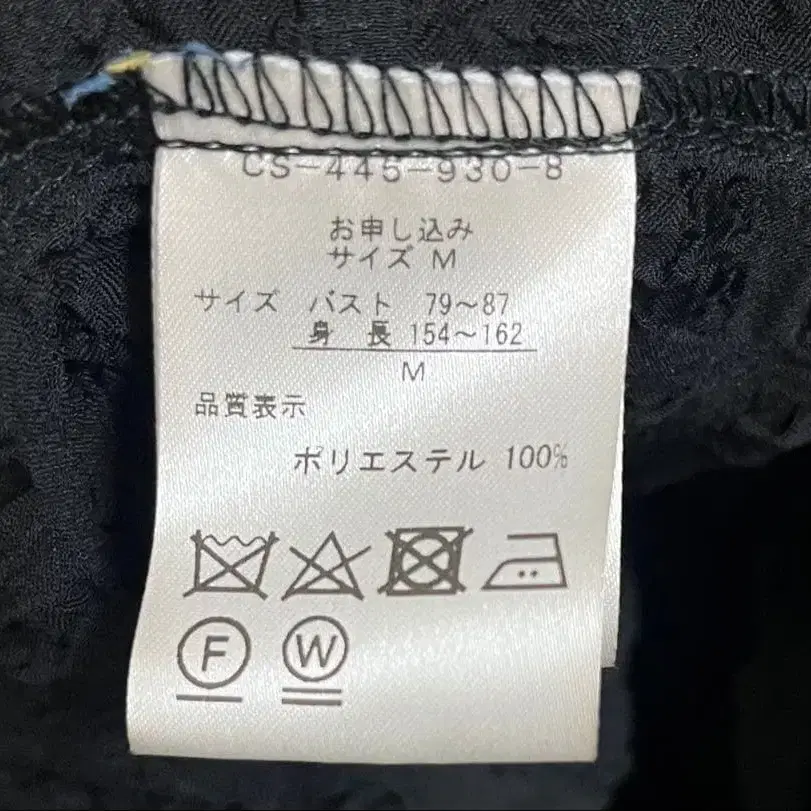 CS-445-930-8
お申し込み
サイズ M
サイズ バスト 79～87
身 長 154～162
M
品質表示
ポリエステル 100%
F W